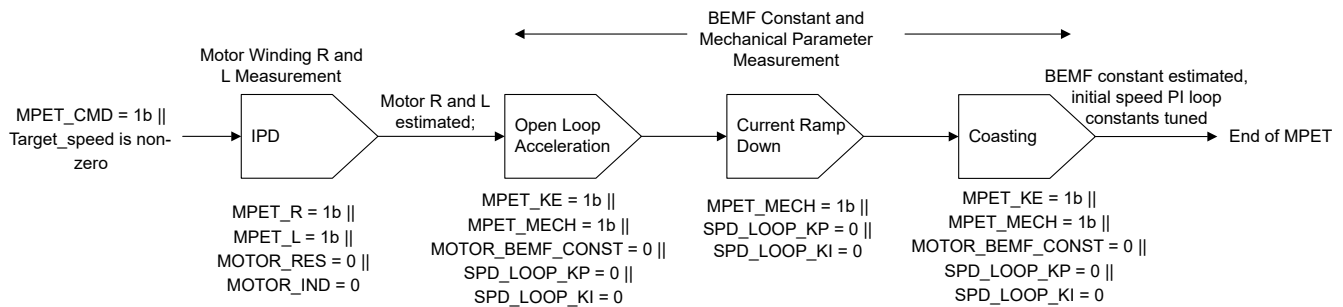 BEMF Constant and
Mechanical Parameter
Measurement
Motor Winding R and
L Measurement
MPET_CMD = 1b ||
Target_speed is non-
zero
IPD
Motor R and L
estimated;
Open Loop
Acceleration
Current Ramp
Down
Coasting
BEMF constant estimated,
initial speed PI loop
constants tuned
End of MPET
MPET_R = 1b ||
MPET_L = 1b ||
MOTOR_RES = 0 ||
MOTOR_IND = 0
MPET_KE = 1b ||
MPET_MECH = 1b ||
MOTOR_BEMF_CONST = 0 ||
SPD_LOOP_KP = 0 ||
SPD_LOOP_KI = 0
MPET_MECH = 1b ||
SPD_LOOP_KP = 0 ||
SPD_LOOP_KI = 0
MPET_KE = 1b ||
MPET_MECH = 1b ||
MOTOR_BEMF_CONST = 0 ||
SPD_LOOP_KP = 0 ||
SPD_LOOP_KI = 0